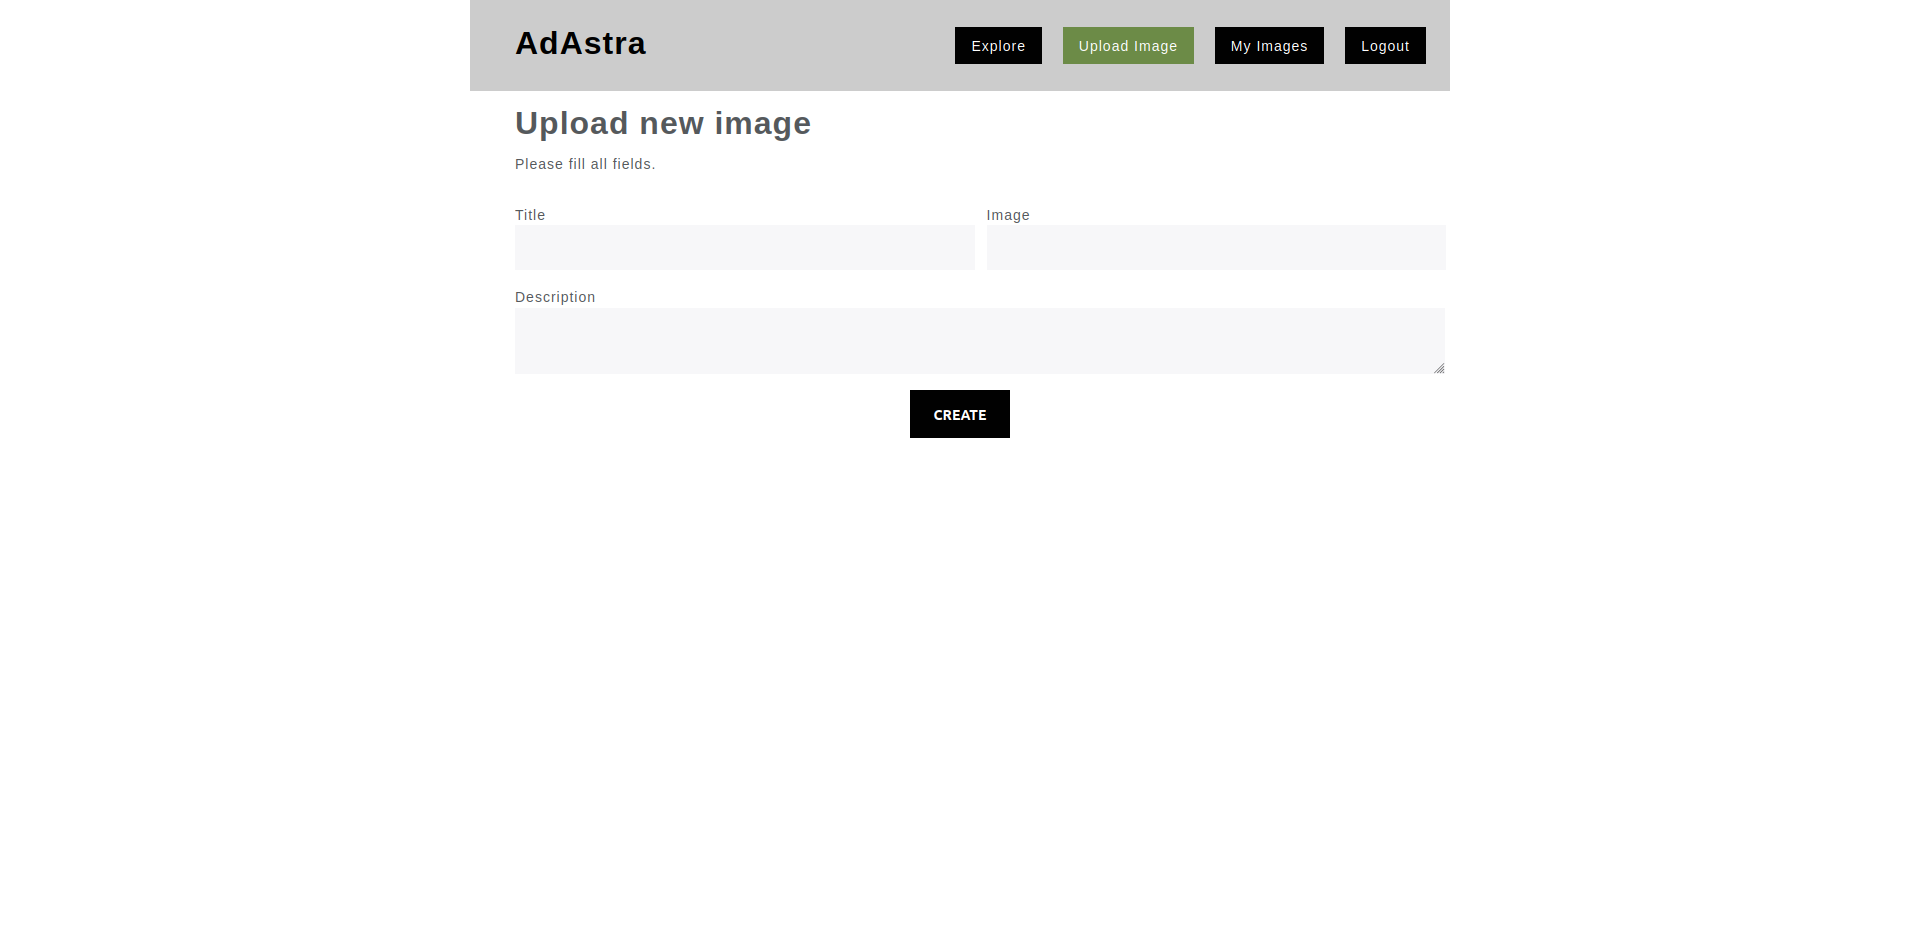 AdAstra
Explore
Upload Image
My Images
Logout
Upload new image
Please fill all fields.
Title
Image
Description
CREATE